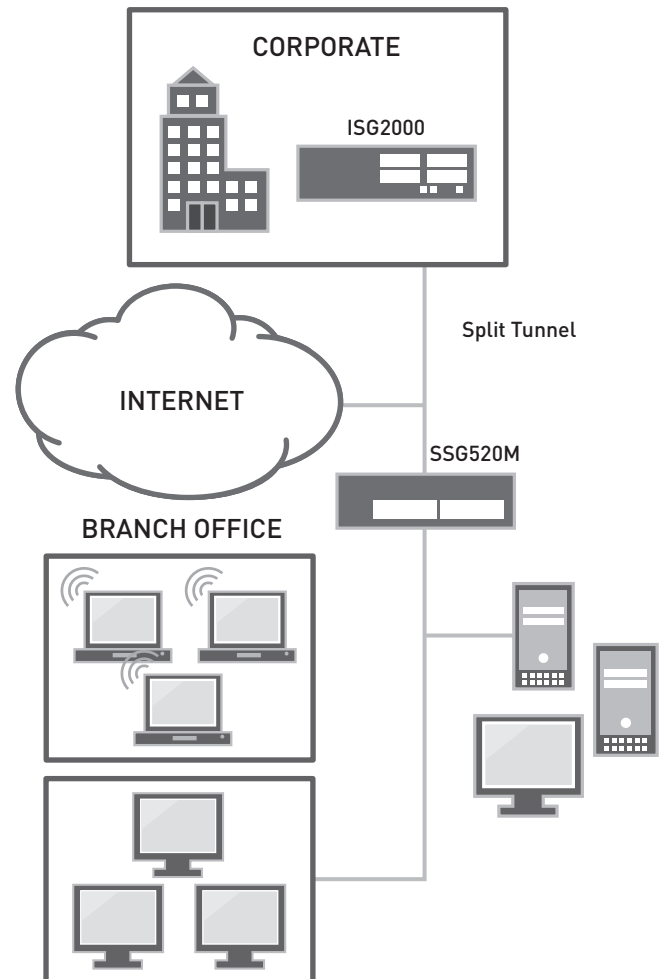 CORPORATE
ISG2000
Split Tunnel
INTERNET
SSG520M
BRANCH OFFICE